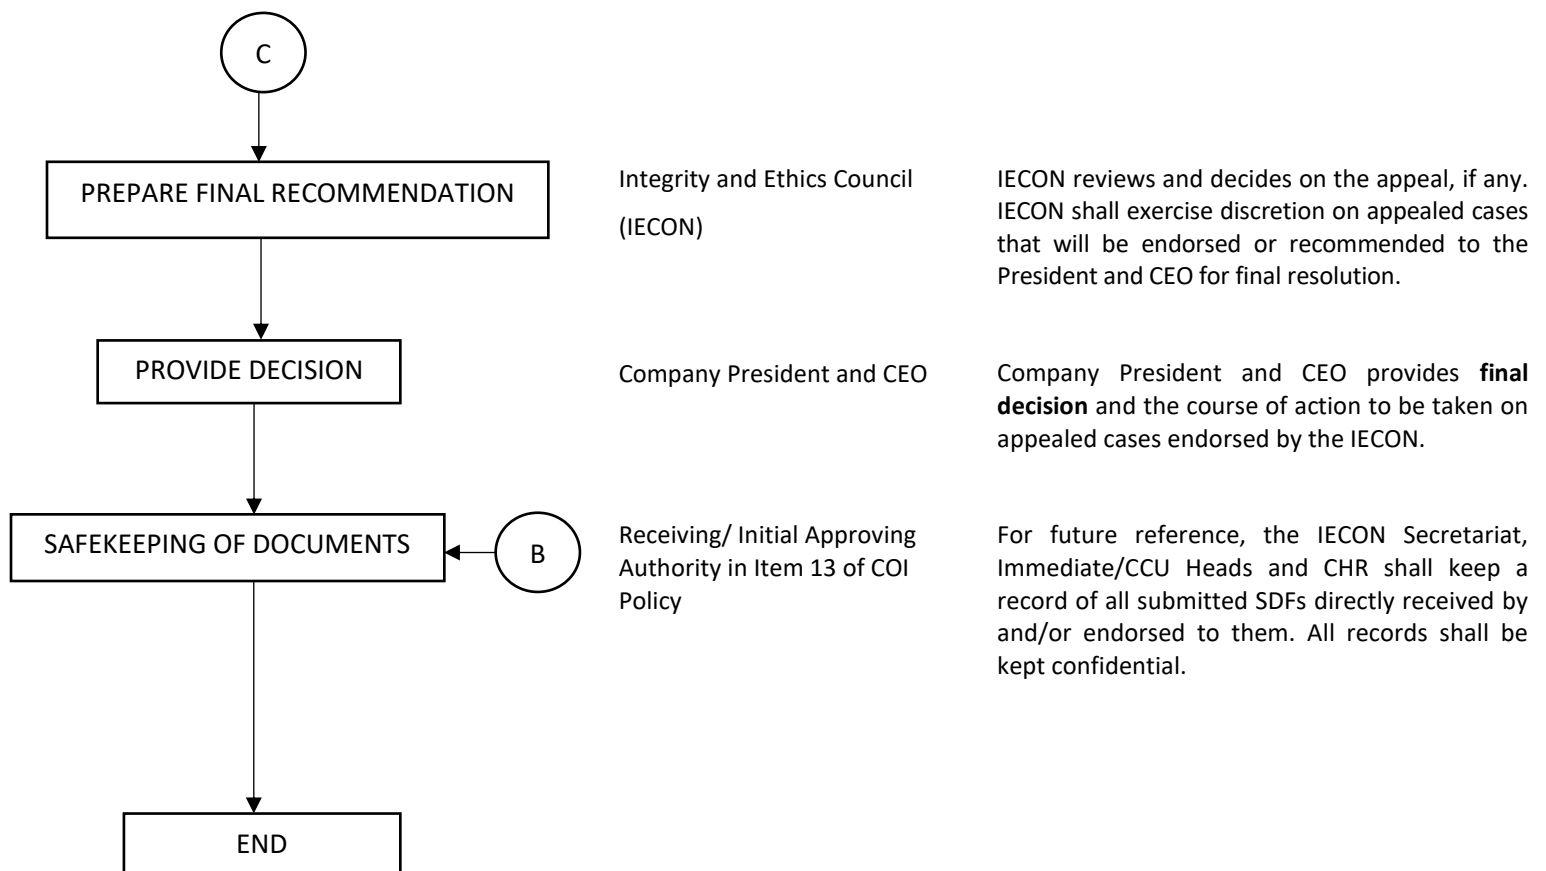 C
PREPARE FINAL RECOMMENDATION
Integrity and Ethics Council
(IECON)
IECON reviews and decides on the appeal, if any.
IECON shall exercise discretion on appealed cases
that will be endorsed or recommended to the
President and CEO for final resolution.
PROVIDE DECISION
Company President and CEO
Company President and CEO provides final
decision and the course of action to be taken on
appealed cases endorsed by the IECON.
SAFEKEEPING OF DOCUMENTS
B
Receiving/ Initial Approving
Authority in Item 13 of COI
Policy
For future reference, the IECON Secretariat,
Immediate/CCU Heads and CHR shall keep a
record of all submitted SDFs directly received by
and/or endorsed to them. All records shall be
kept confidential.
END